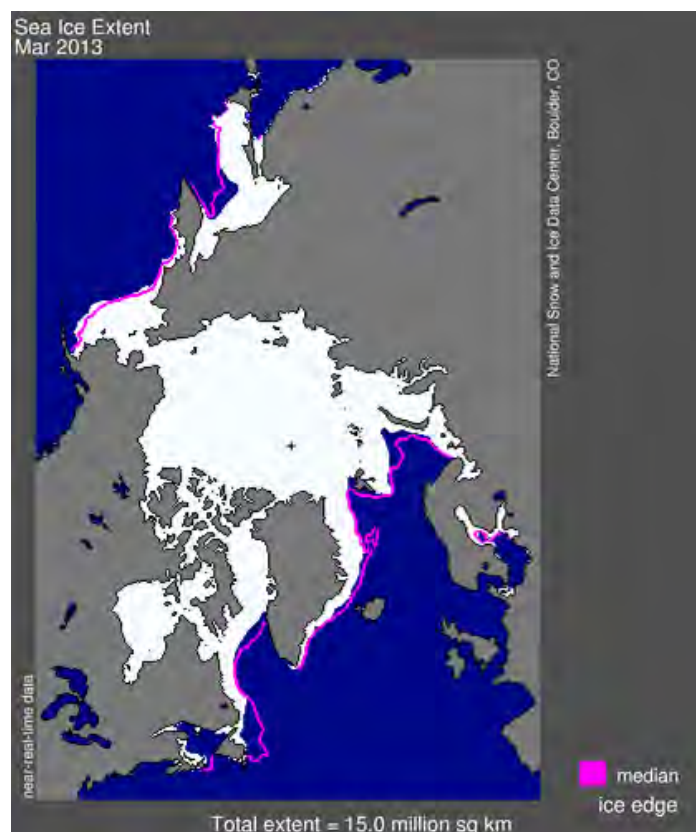 Sea Ice Extent
Mar 2013
National Snow and Ice Data Center, Boulder, CO
near-real-time data
median
ice edge
Total extent = 15.0 million sq km